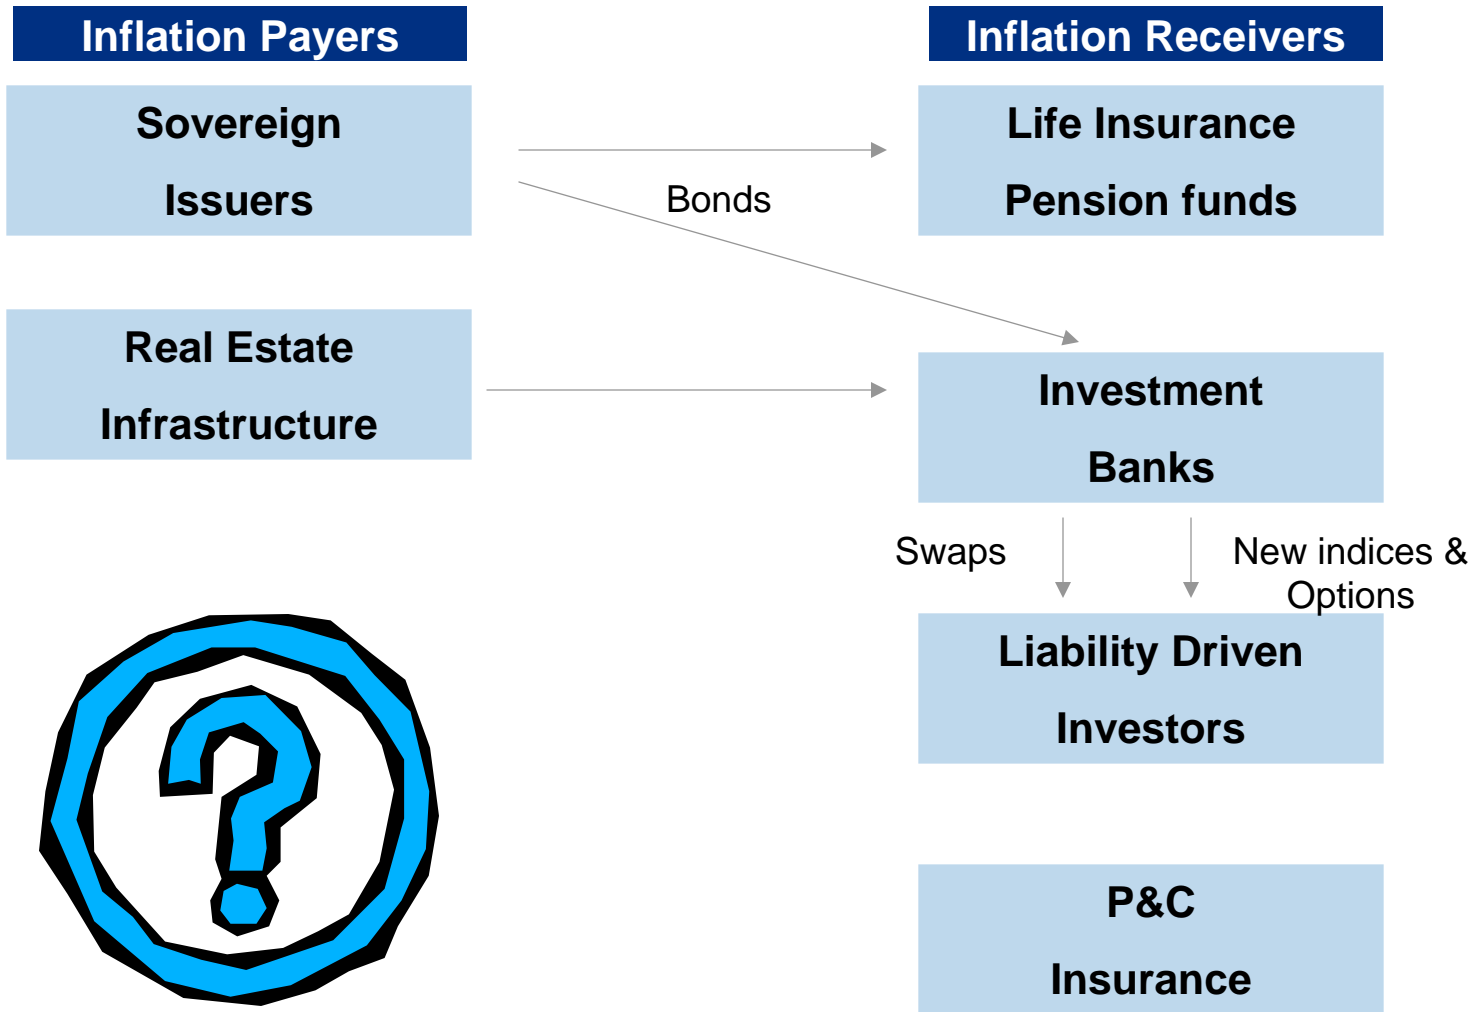 Inflation Payers
Inflation Receivers
Sovereign
Issuers
Life Insurance
Pension funds
Bonds
Real Estate
Infrastructure
Investment
Banks
Swaps
New indices &
Options
Liability Driven
Investors
?
P&C
Insurance